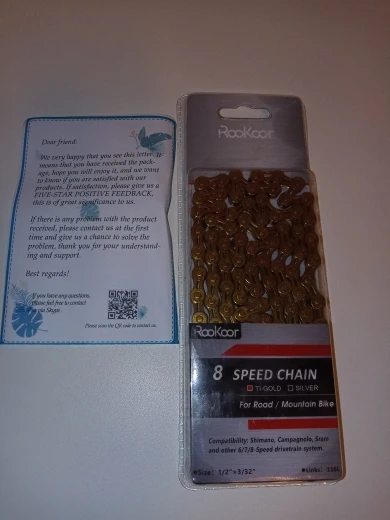 Dear friend:
We very happy that you see this letter. It
means that you have received the pack-
age, hope you will enjoy it, and we want
to know if you are satisfied with our
products. If satisfaction, please give us a
FIVE-STAR POSITIVE FEEDBACK,
this is of great significance to us.
If there is any problem with the product
received, please contact us at the first
time and give us a chance to solve the
problem, thank you for your understand-
ing and support.
Best regards!
If you have any questions,
Please feel free to contact
us via Skype
Please scan the QR code to contact us.
RooKoor
RooKoor
8 SPEED CHAIN
TI-GOLD SILVER
For Road / Mountain Bike
Compatibility: Shimano, Campagnolo, Sram
and other 6/7/8-Speed drivetrain system.
Size: 1/2"×3/32"
Links: